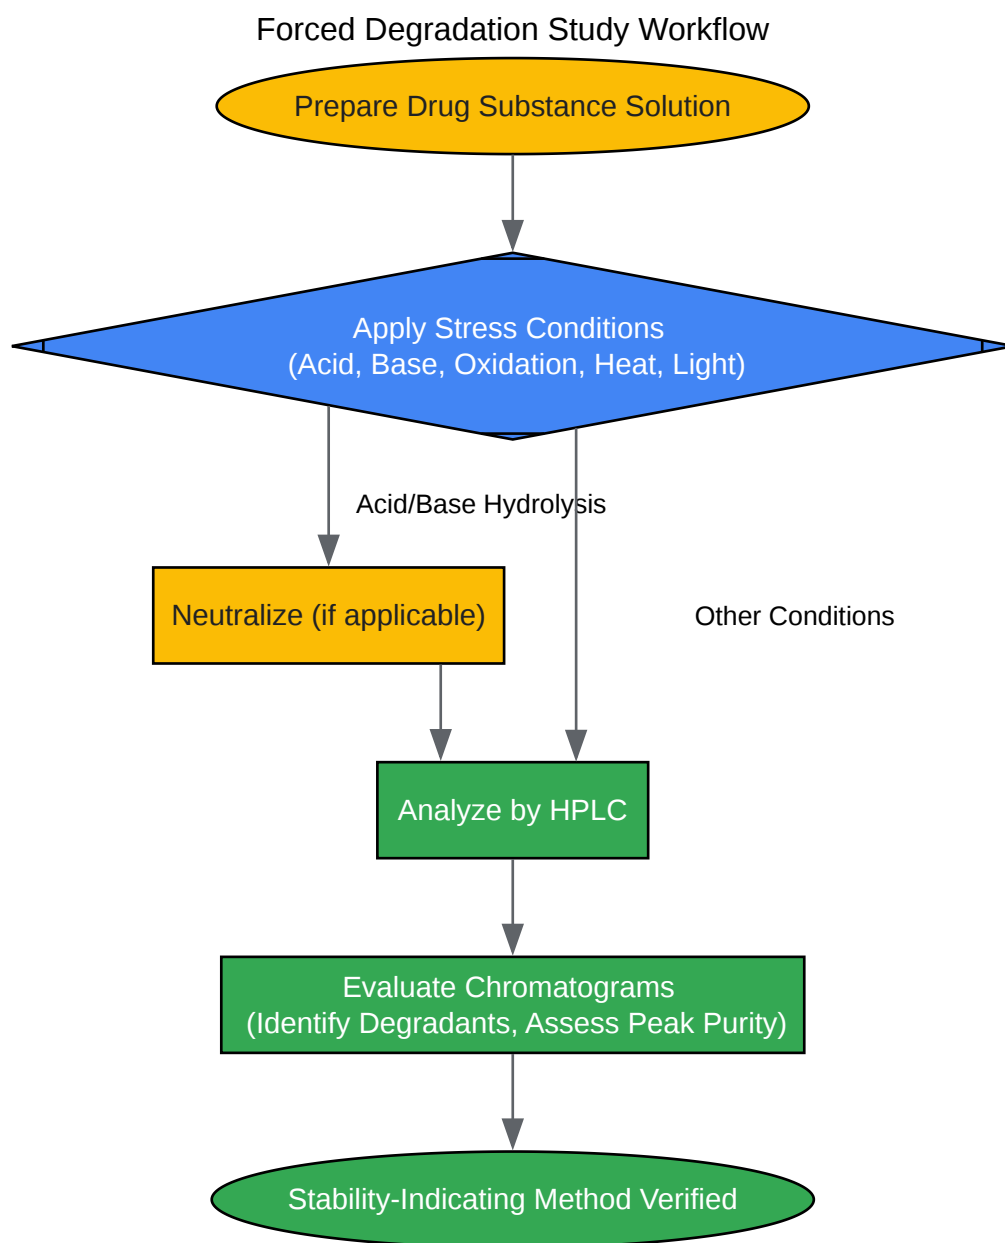 Forced Degradation Study Workflow
Prepare Drug Substance Solution
Apply Stress Conditions
(Acid, Base, Oxidation, Heat, Light)
Acid/Base Hydrolysis
Neutralize (if applicable)
Other Conditions
Analyze by HPLC
Evaluate Chromatograms
(Identify Degradants, Assess Peak Purity)
Stability-Indicating Method Verified